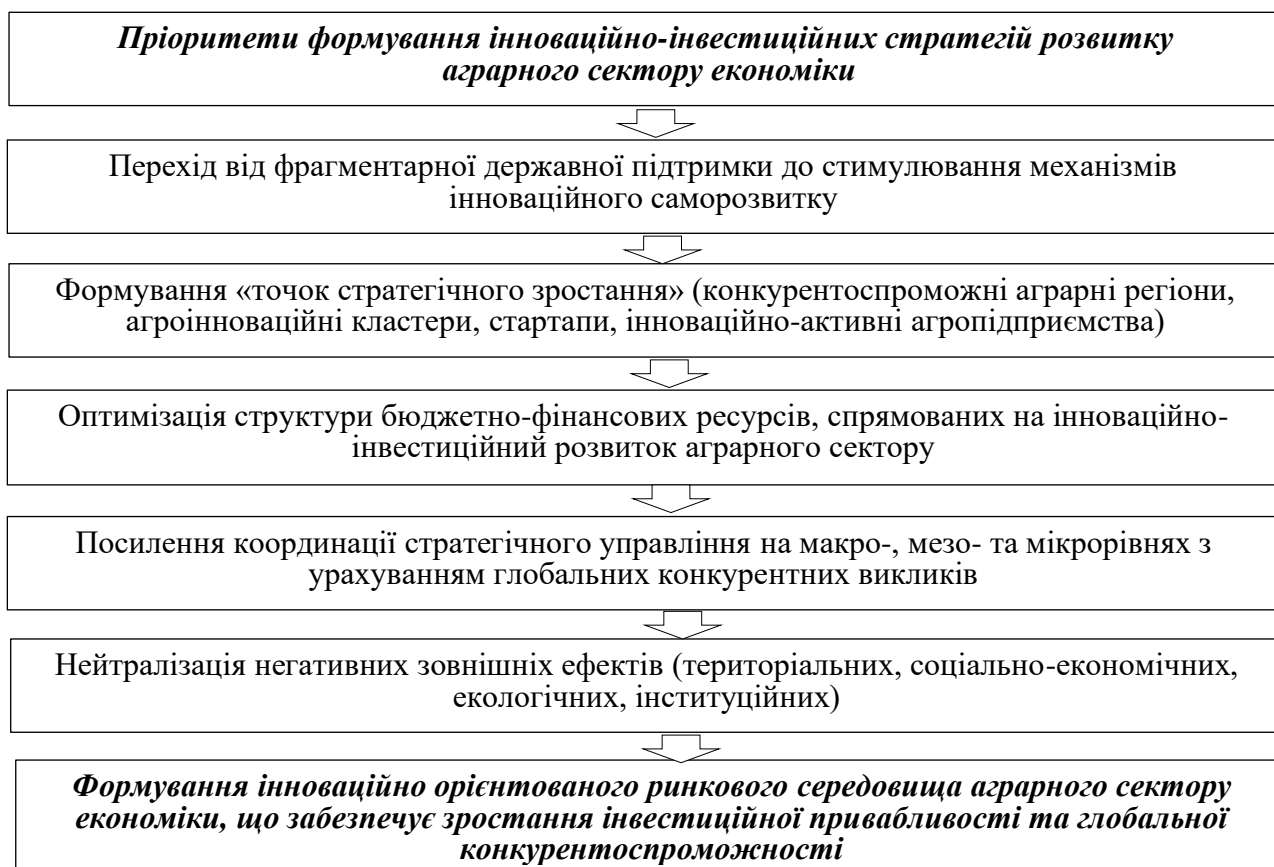 Пріоритети формування інноваційно-інвестиційних стратегій розвитку
аграрного сектору економіки
Перехід від фрагментарної державної підтримки до стимулювання механізмів
інноваційного саморозвитку
Формування «точок стратегічного зростання» (конкурентоспроможні аграрні регіони,
агроінноваційні кластери, стартапи, інноваційно-активні агропідприємства)
Оптимізація структури бюджетно-фінансових ресурсів, спрямованих на інноваційно-
інвестиційний розвиток аграрного сектору
Посилення координації стратегічного управління на макро-, мезо- та мікрорівнях з
урахуванням глобальних конкурентних викликів
Нейтралізація негативних зовнішніх ефектів (територіальних, соціально-економічних,
екологічних, інституційних)
Формування інноваційно орієнтованого ринкового середовища аграрного сектору
економіки, що забезпечує зростання інвестиційної привабливості та глобальної
конкурентоспроможності